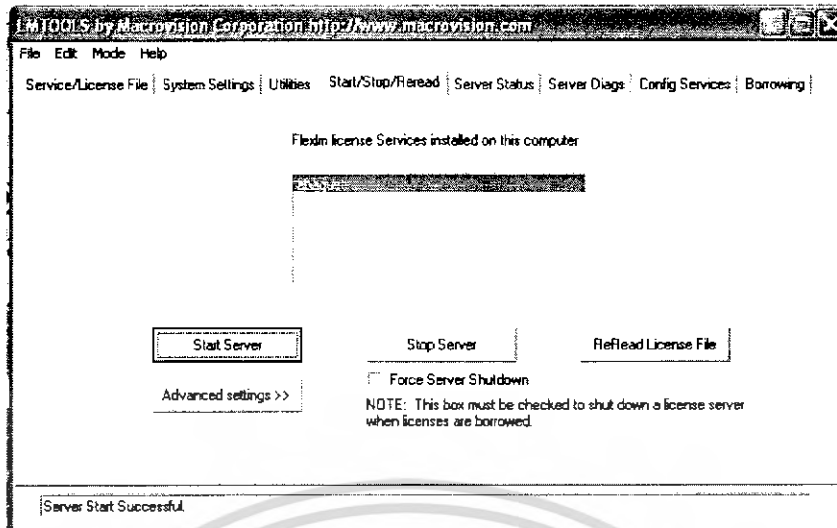 LMTOOLS by Macrovision Corporation http://www.macrovision.com
File Edit Mode Help
Service/License File System Settings Utilities Start/Stop/Reread Server Status Server Diags Config Services Borrowing
Flexlm license Services installed on this computer
Start Server Stop Server ReRead License File
Advanced settings >> Force Server Shutdown
NOTE: This box must be checked to shut down a license server
when licenses are borrowed.
Server Start Successful.